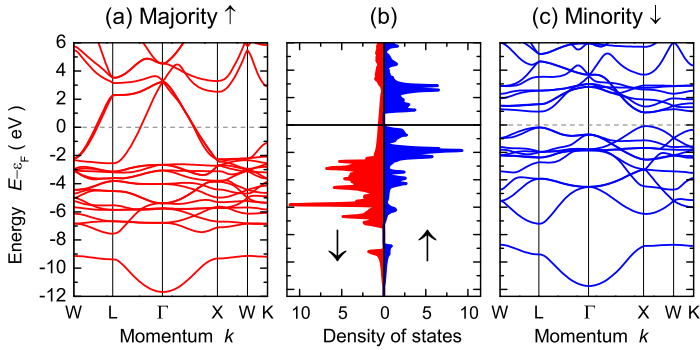 (a) Majority ↑ (b) (c) Minority ↓
6
4
2
0
-2
-4
-6
-8
-10
-12
Energy E-εF (eV)
↓ ↑
W L Γ X W K 10 5 0 5 10 W L Γ X W K
Momentum k Density of states Momentum k